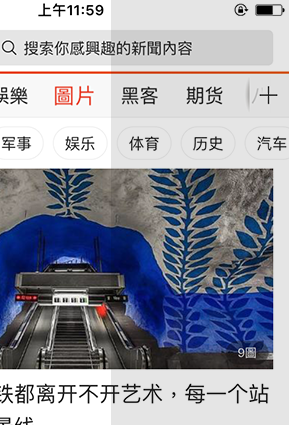 上午11:59
搜索你感興趣的新聞內容
娛樂 圖片 黑客 期货
军事 娱乐 体育 历史 汽车
9圖
铁都离开不开艺术，每一个站